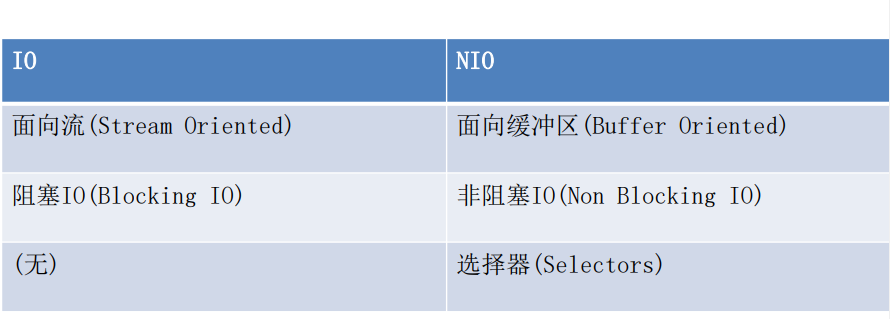 IO
NIO
面向流(Stream Oriented)
面向缓冲区(Buffer Oriented)
阻塞IO(Blocking IO)
非阻塞IO(Non Blocking IO)
(无)
选择器(Selectors)